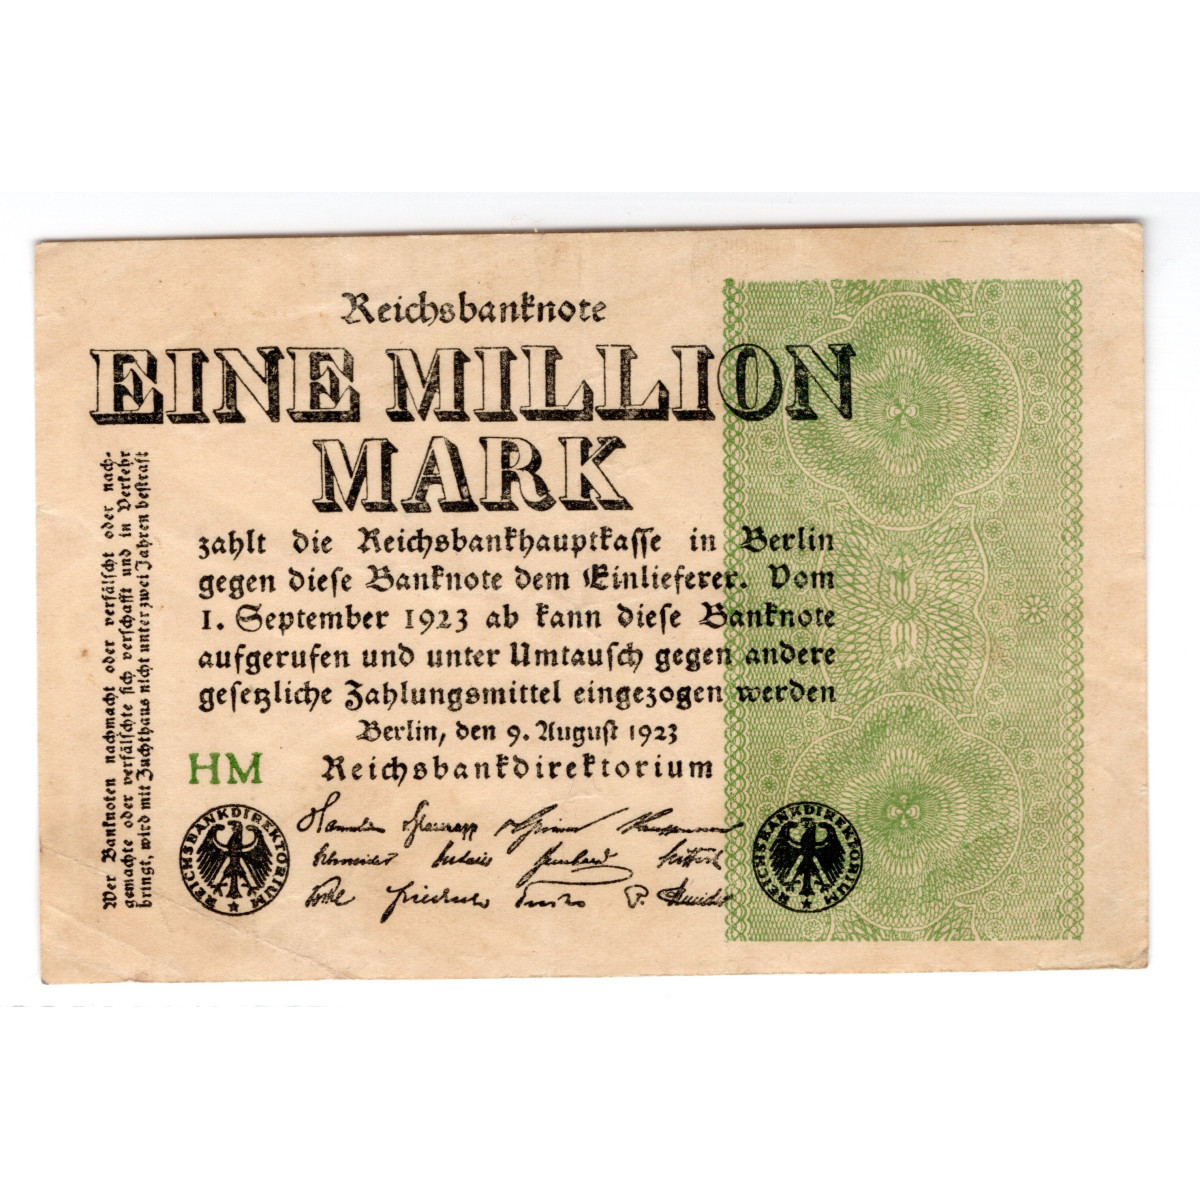 Reichsbanknote
EINE MILLION
MARK
zahlt die Reichsbankhauptkasse in Berlin
gegen diese Banknote dem Einlieferer. Vom
1. September 1923 ab kann diese Banknote
aufgerufen und unter Umtausch gegen andere
gesetzliche Zahlungsmittel eingezogen werden
Berlin, den 9. August 1923
HM Reichsbankdirektorium
REICHSBANKDIREKTORIUM
REICHSBANKDIREKTORIUM
Schneider
P. Schneider
Wer Banknoten nachmacht oder verfälscht oder nach-
gemachte oder verfälschte sich verschafft und in Verkehr
bringt, wird mit Zuchthaus nicht unter zwei Jahren bestraft